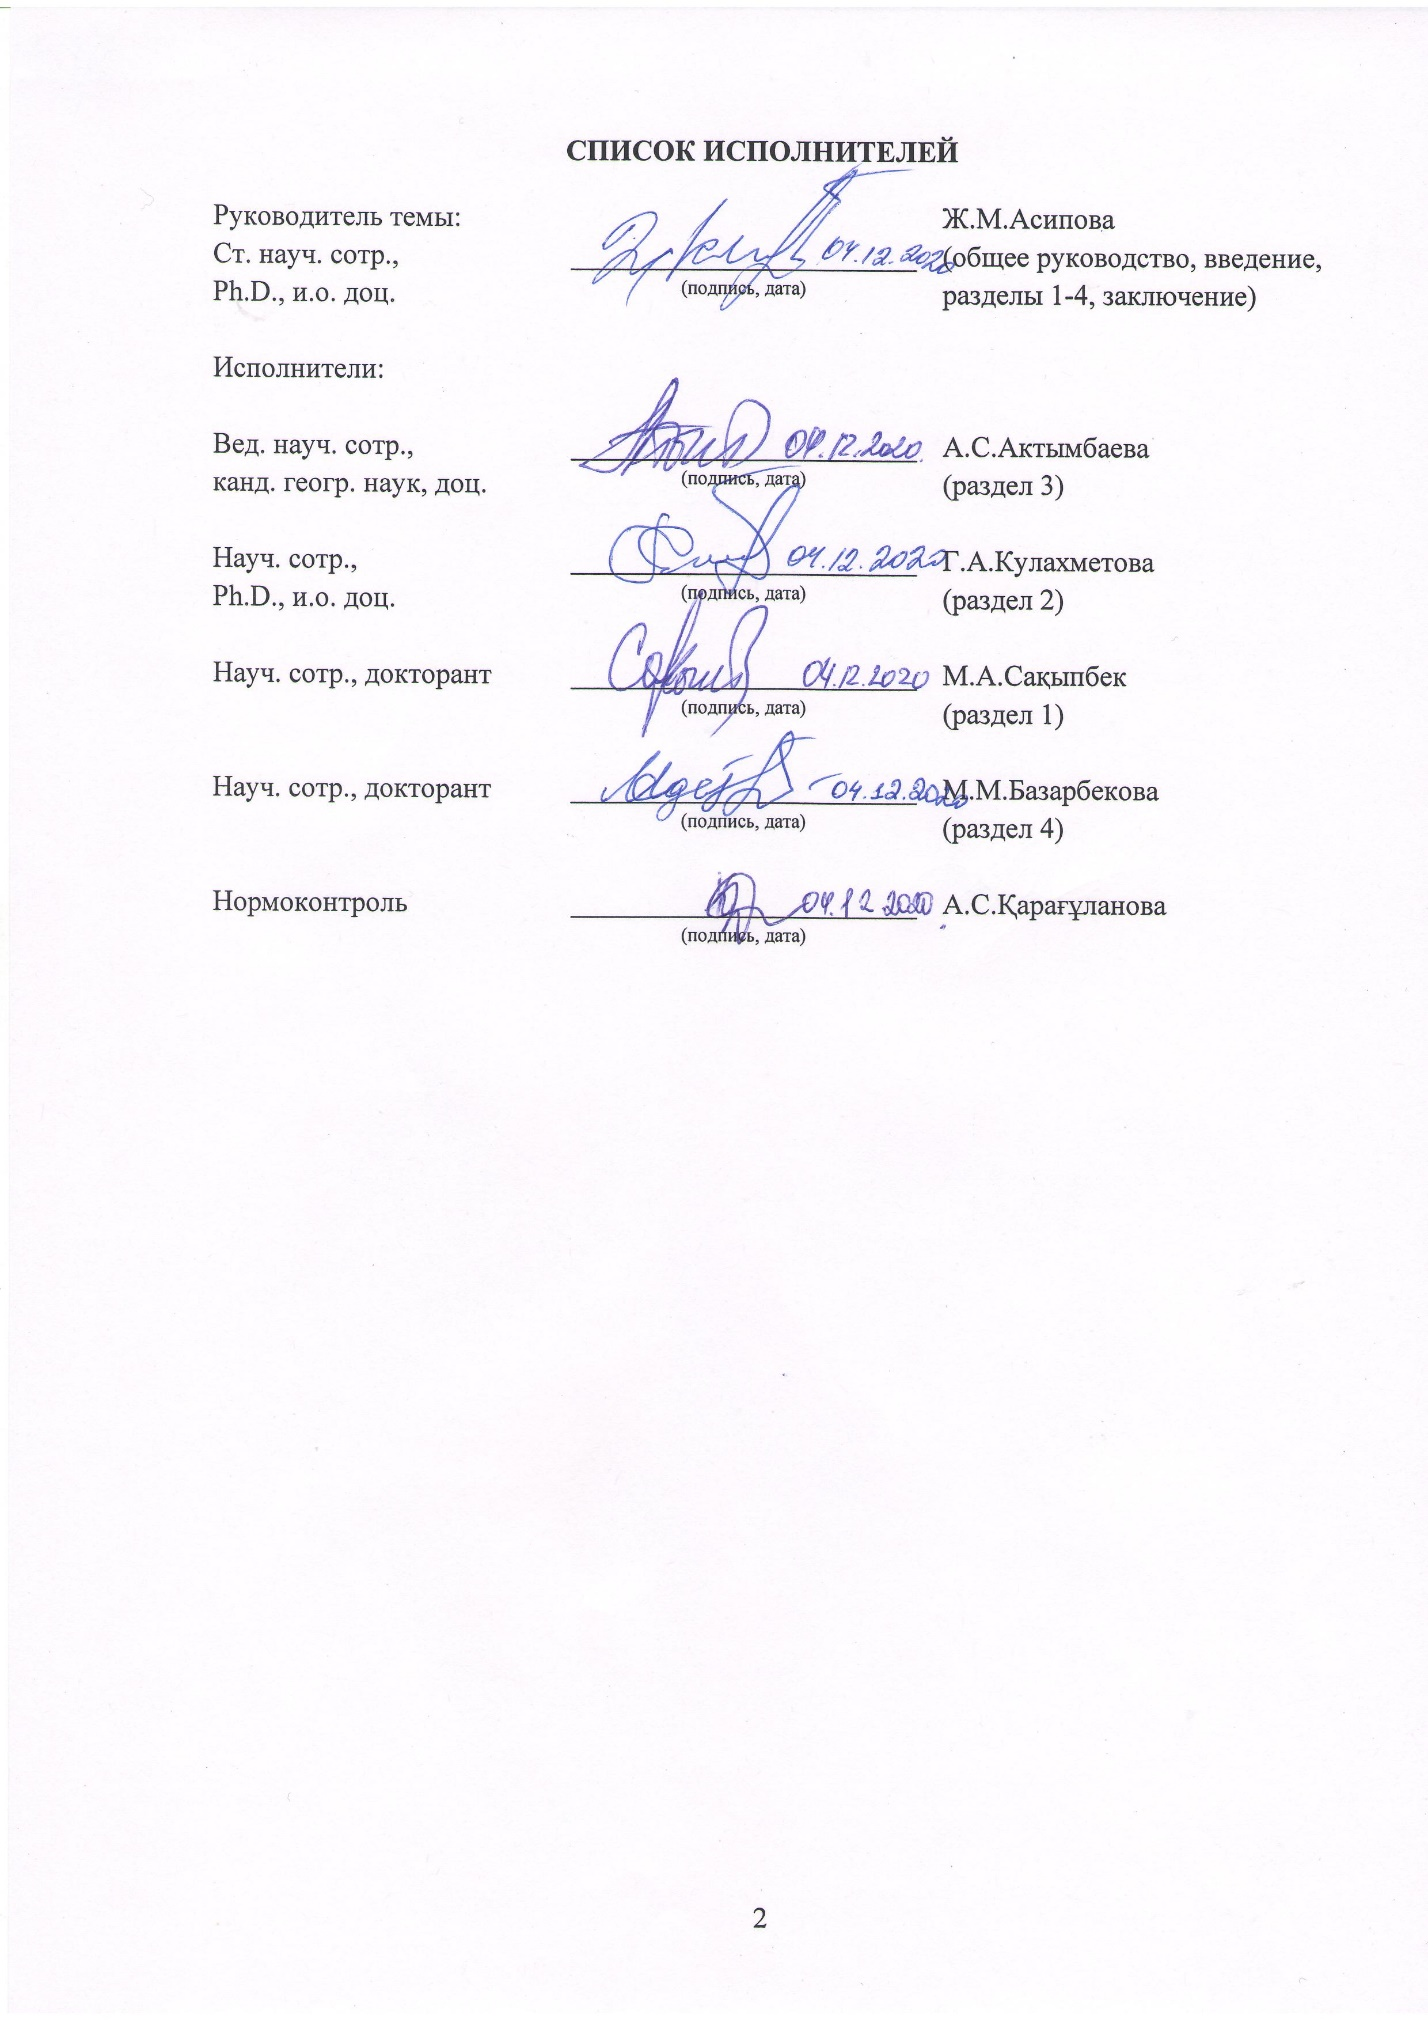 СПИСОК ИСПОЛНИТЕЛЕЙ
Руководитель темы:
Ст. науч. сотр.,
Ph.D., и.о. доц.
04.12.2020
(подпись, дата)
Ж.М.Асипова
(общее руководство, введение,
разделы 1-4, заключение)
Исполнители:
Вед. науч. сотр.,
канд. геогр. наук, доц.
04.12.2020
(подпись, дата)
А.С.Актымбаева
(раздел 3)
Науч. сотр.,
Ph.D., и.о. доц.
04.12.2020
(подпись, дата)
Г.А.Кулахметова
(раздел 2)
Науч. сотр., докторант
04.12.2020
(подпись, дата)
М.А.Сақыпбек
(раздел 1)
Науч. сотр., докторант
04.12.2020
(подпись, дата)
М.М.Базарбекова
(раздел 4)
Нормоконтроль
04.12.2020
(подпись, дата)
А.С.Қарағұланова
2